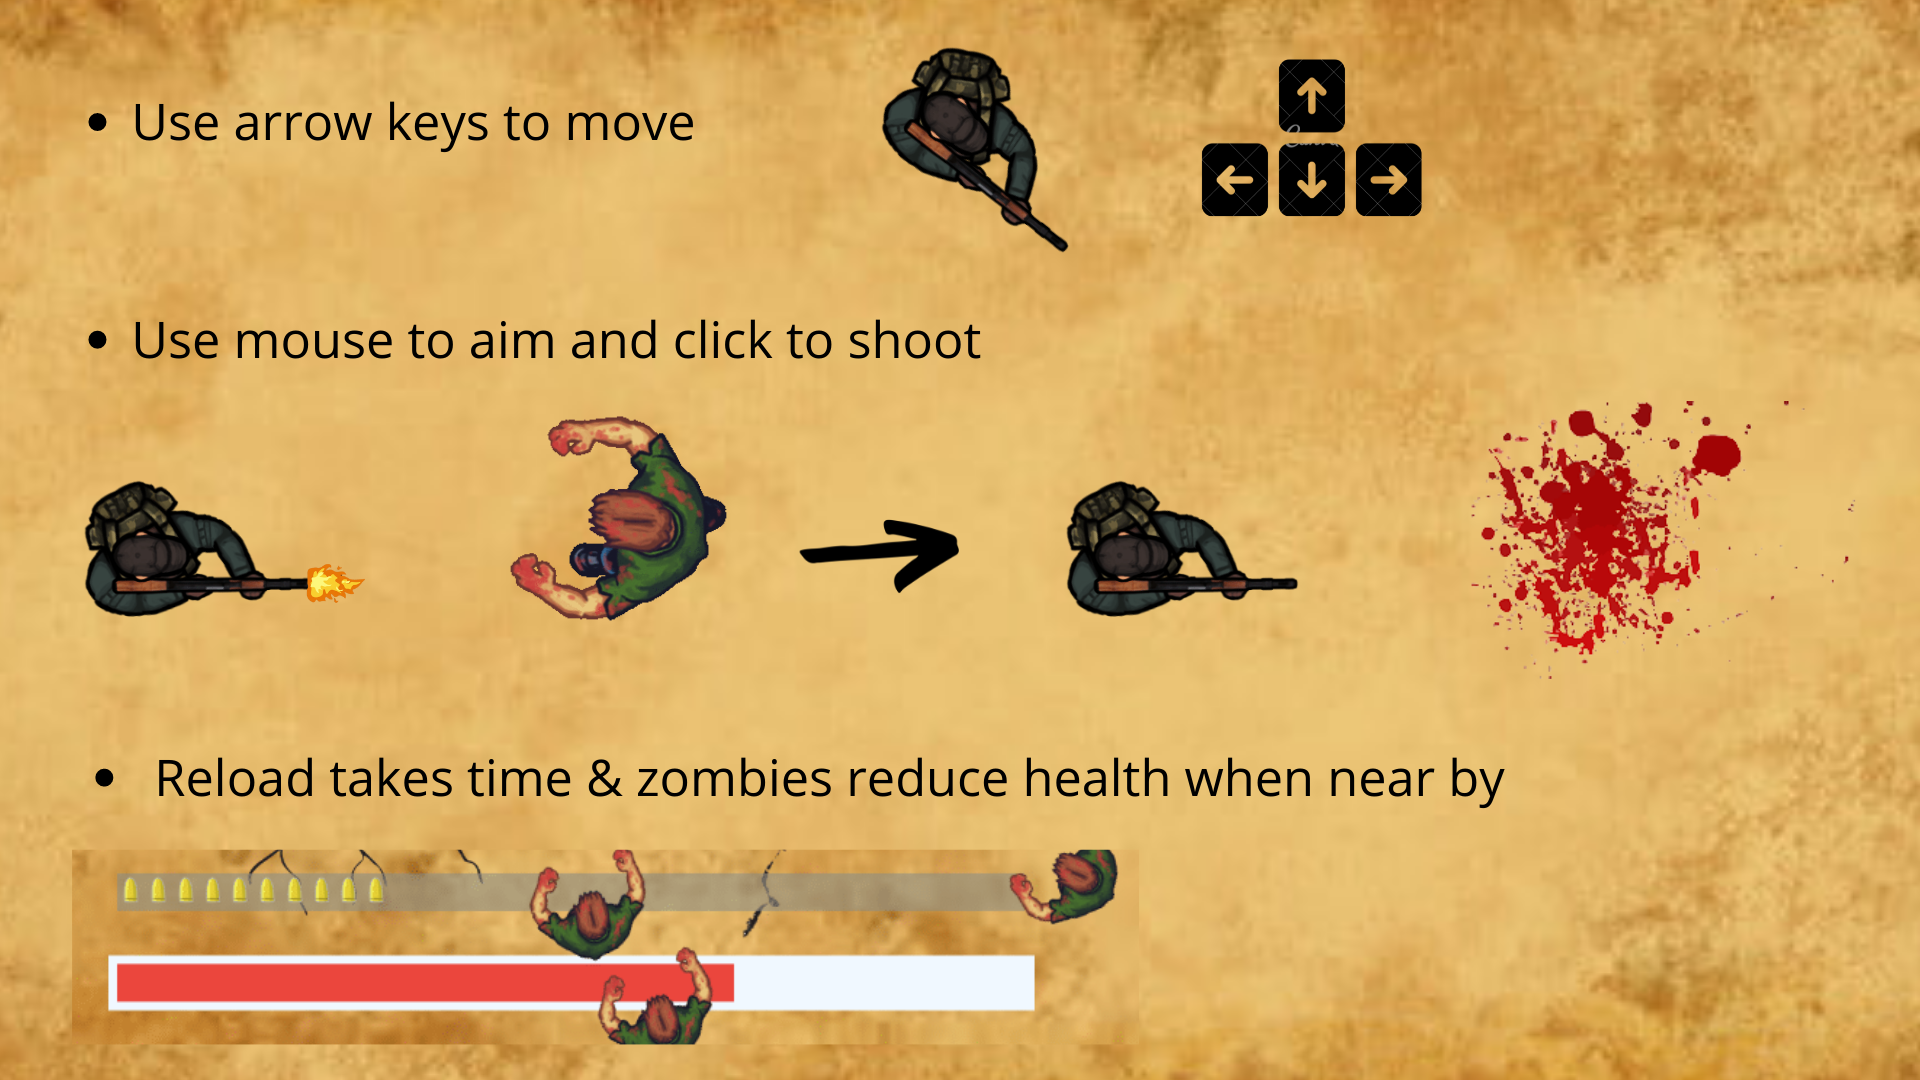 • Use arrow keys to move
• Use mouse to aim and click to shoot
• Reload takes time & zombies reduce health when near by